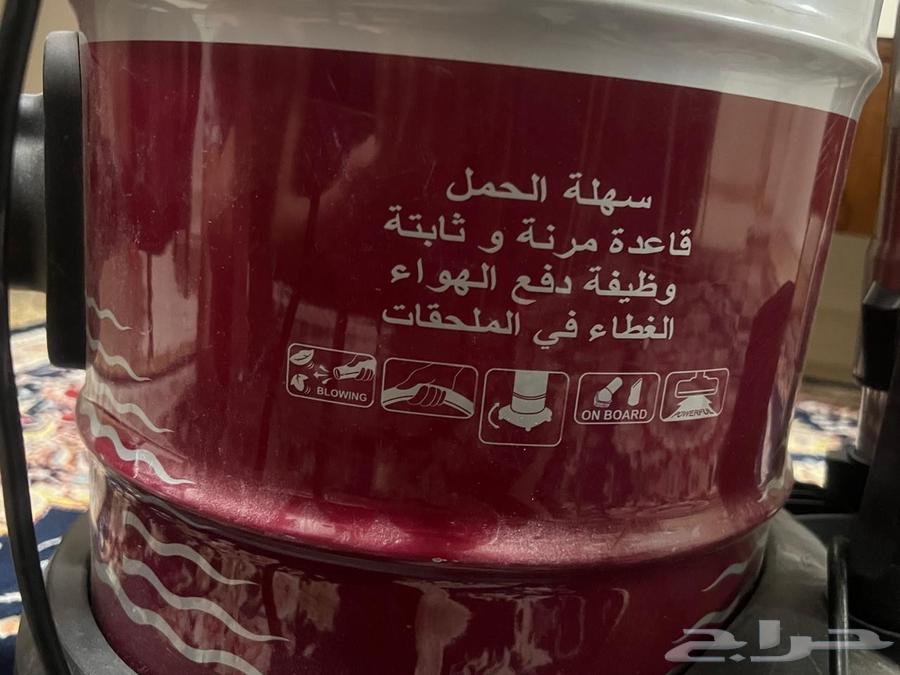 سهلة الحمل
قاعدة مرنة و ثابتة
وظيفة دفع الهواء
الغطاء في الملحقات
BLOWING
ON BOARD
POWERFUL
حراج